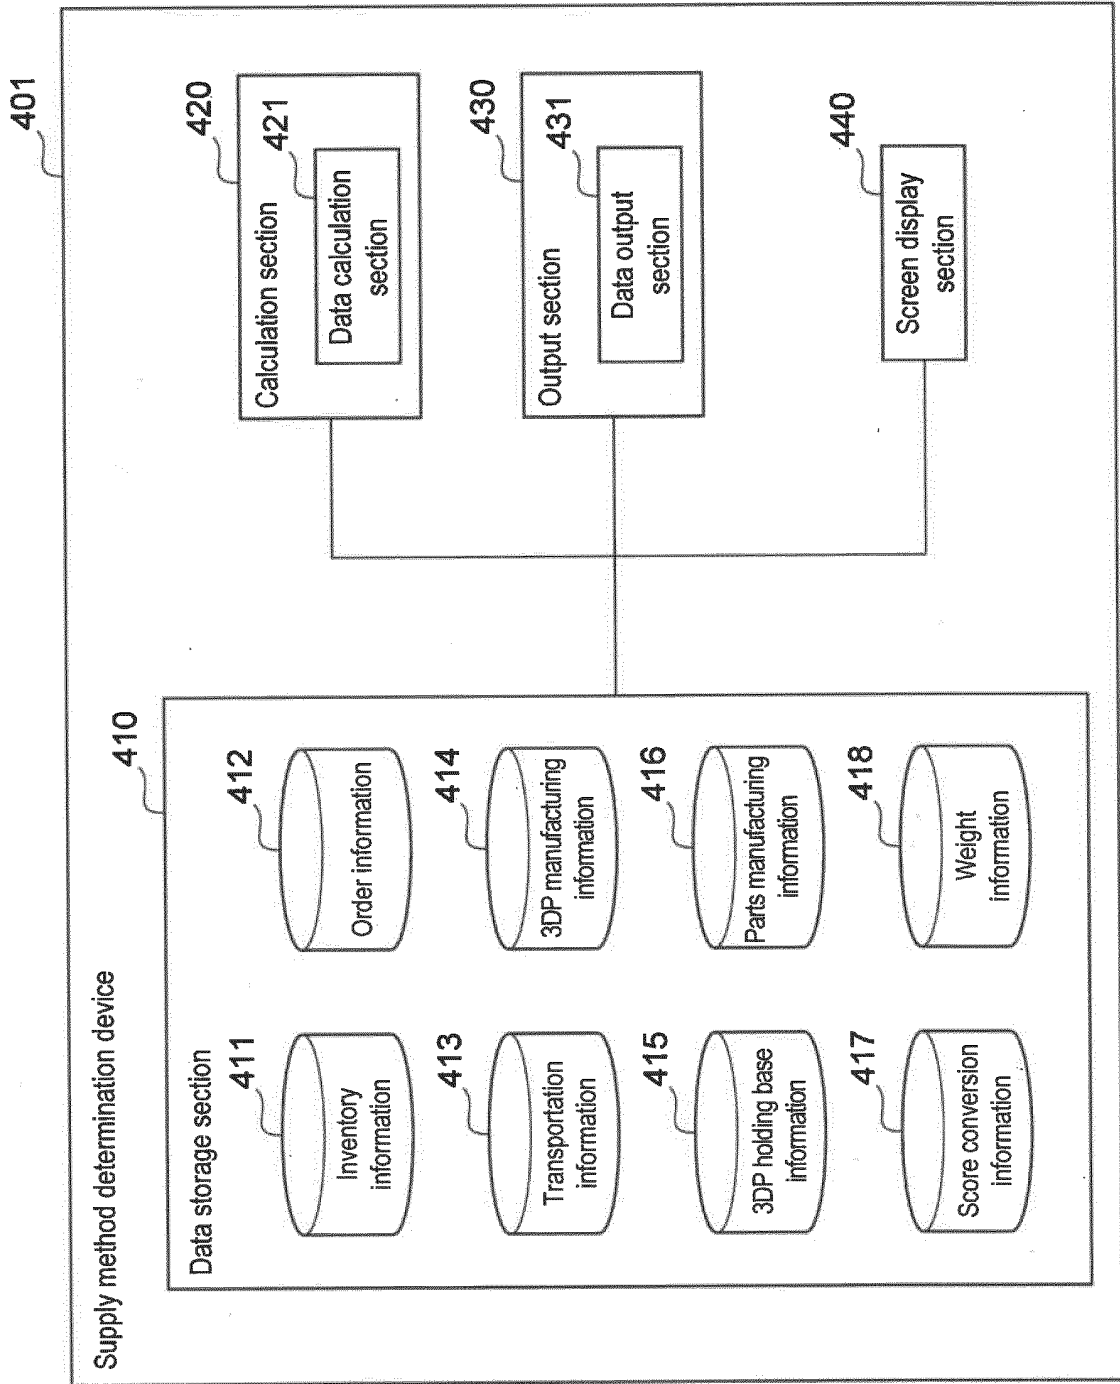 401
Supply method determination device
410
Data storage section
411
Inventory
information
412
Order information
413
Transportation
information
414
3DP manufacturing
information
415
3DP holding base
information
416
Parts manufacturing
information
417
Score conversion
information
418
Weight
information
420
Calculation section
421
Data calculation
section
430
Output section
431
Data output
section
440
Screen display
section